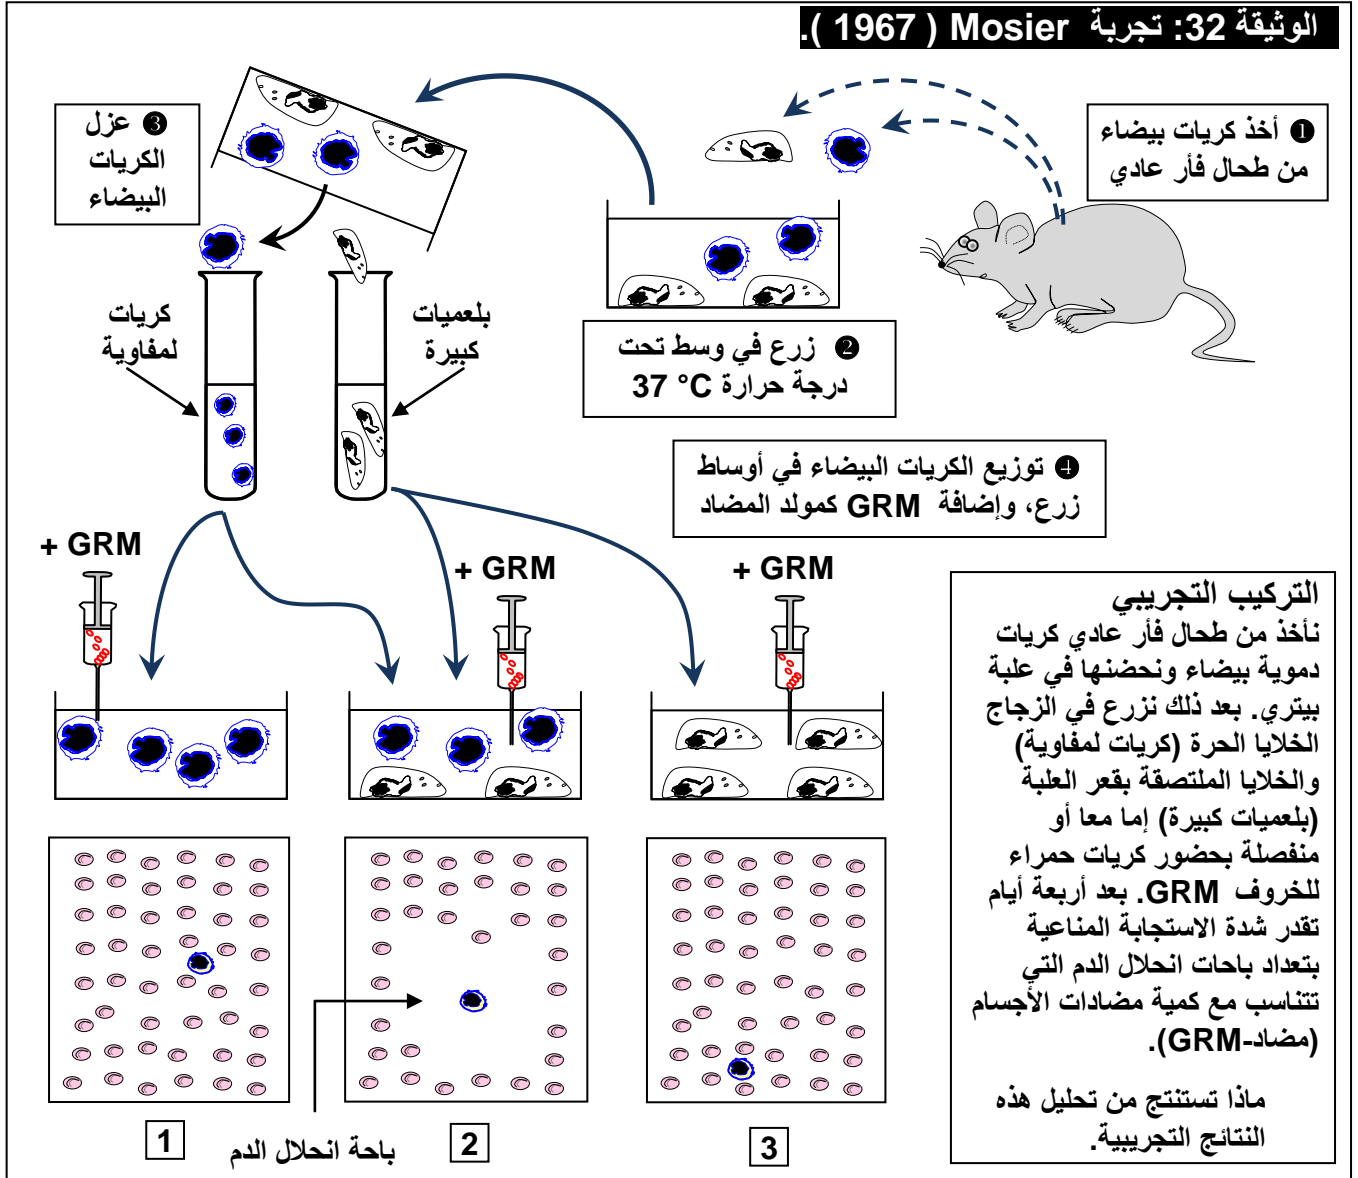 الوثيقة 32: تجربة Mosier ( 1967 ).
❶ أخذ كريات بيضاء
من طحال فأر عادي
❸ عزل
الكريات
البيضاء
❷ زرع في وسط تحت
درجة حرارة 37 °C
كريات
لمفاوية
بلعميات
كبيرة
❹ توزيع الكريات البيضاء في أوساط
زرع، وإضافة GRM كمولد المضاد
+ GRM
+ GRM
+ GRM
التركيب التجريبي
نأخذ من طحال فأر عادي كريات
دموية بيضاء ونحضنها في علبة
بيتري. بعد ذلك نزرع في الزجاج
الخلايا الحرة (كريات لمفاوية)
والخلايا الملتصقة بقعر العلبة
(بلعميات كبيرة) إما معا أو
منفصلة بحضور كريات حمراء
للخروف GRM. بعد أربعة أيام
تقدر شدة الاستجابة المناعية
بتعداد باحات انحلال الدم التي
تتناسب مع كمية مضادات الأجسام
(مضاد-GRM).
ماذا تستنتج من تحليل هذه
النتائج التجريبية.
1
باحة انحلال الدم
2
3